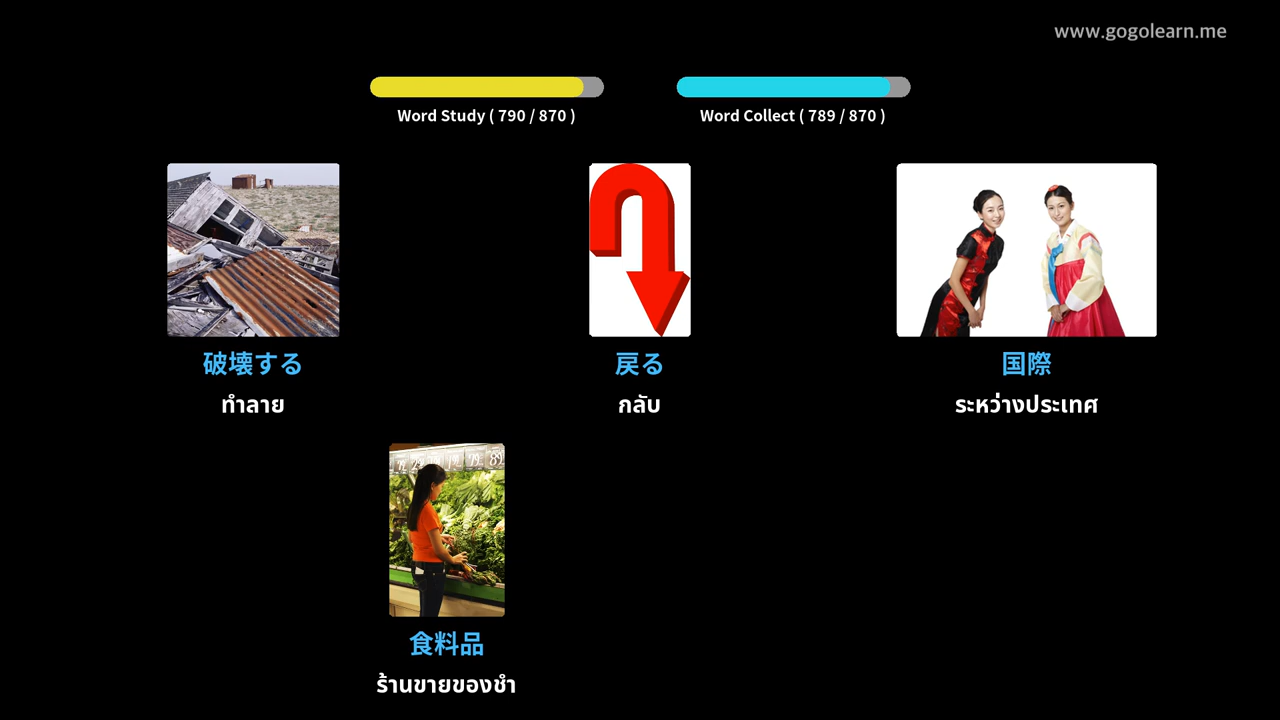 www.gogolearn.me
Word Study ( 790 / 870 )
Word Collect ( 789 / 870 )
破壊する
戻る
国際
ทำลาย
กลับ
ระหว่างประเทศ
食料品
ร้านขายของชำ